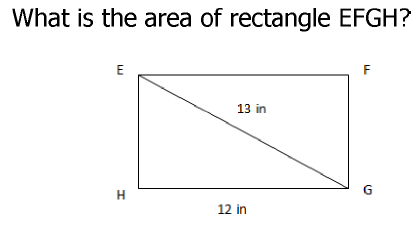 What is the area of rectangle EFGH?
E
F
13 in
H
G
12 in